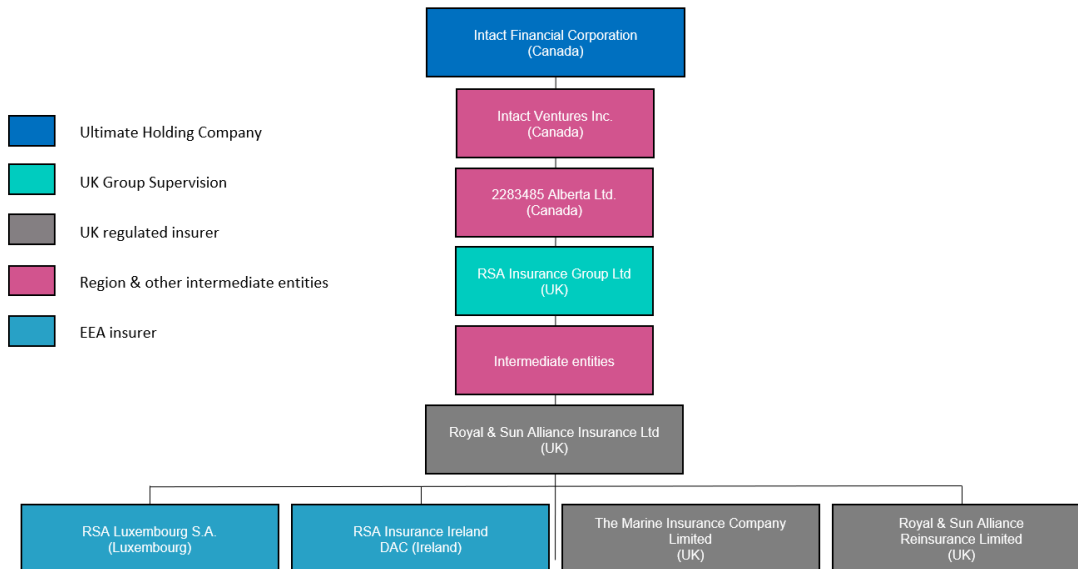 Intact Financial Corporation
(Canada)
Intact Ventures Inc.
(Canada)
Ultimate Holding Company
UK Group Supervision
2283485 Alberta Ltd.
(Canada)
UK regulated insurer
Region & other intermediate entities
RSA Insurance Group Ltd
(UK)
EEA insurer
Intermediate entities
Royal & Sun Alliance Insurance Ltd
(UK)
RSA Luxembourg S.A.
(Luxembourg)
RSA Insurance Ireland
DAC (Ireland)
The Marine Insurance Company
Limited
(UK)
Royal & Sun Alliance
Reinsurance Limited
(UK)